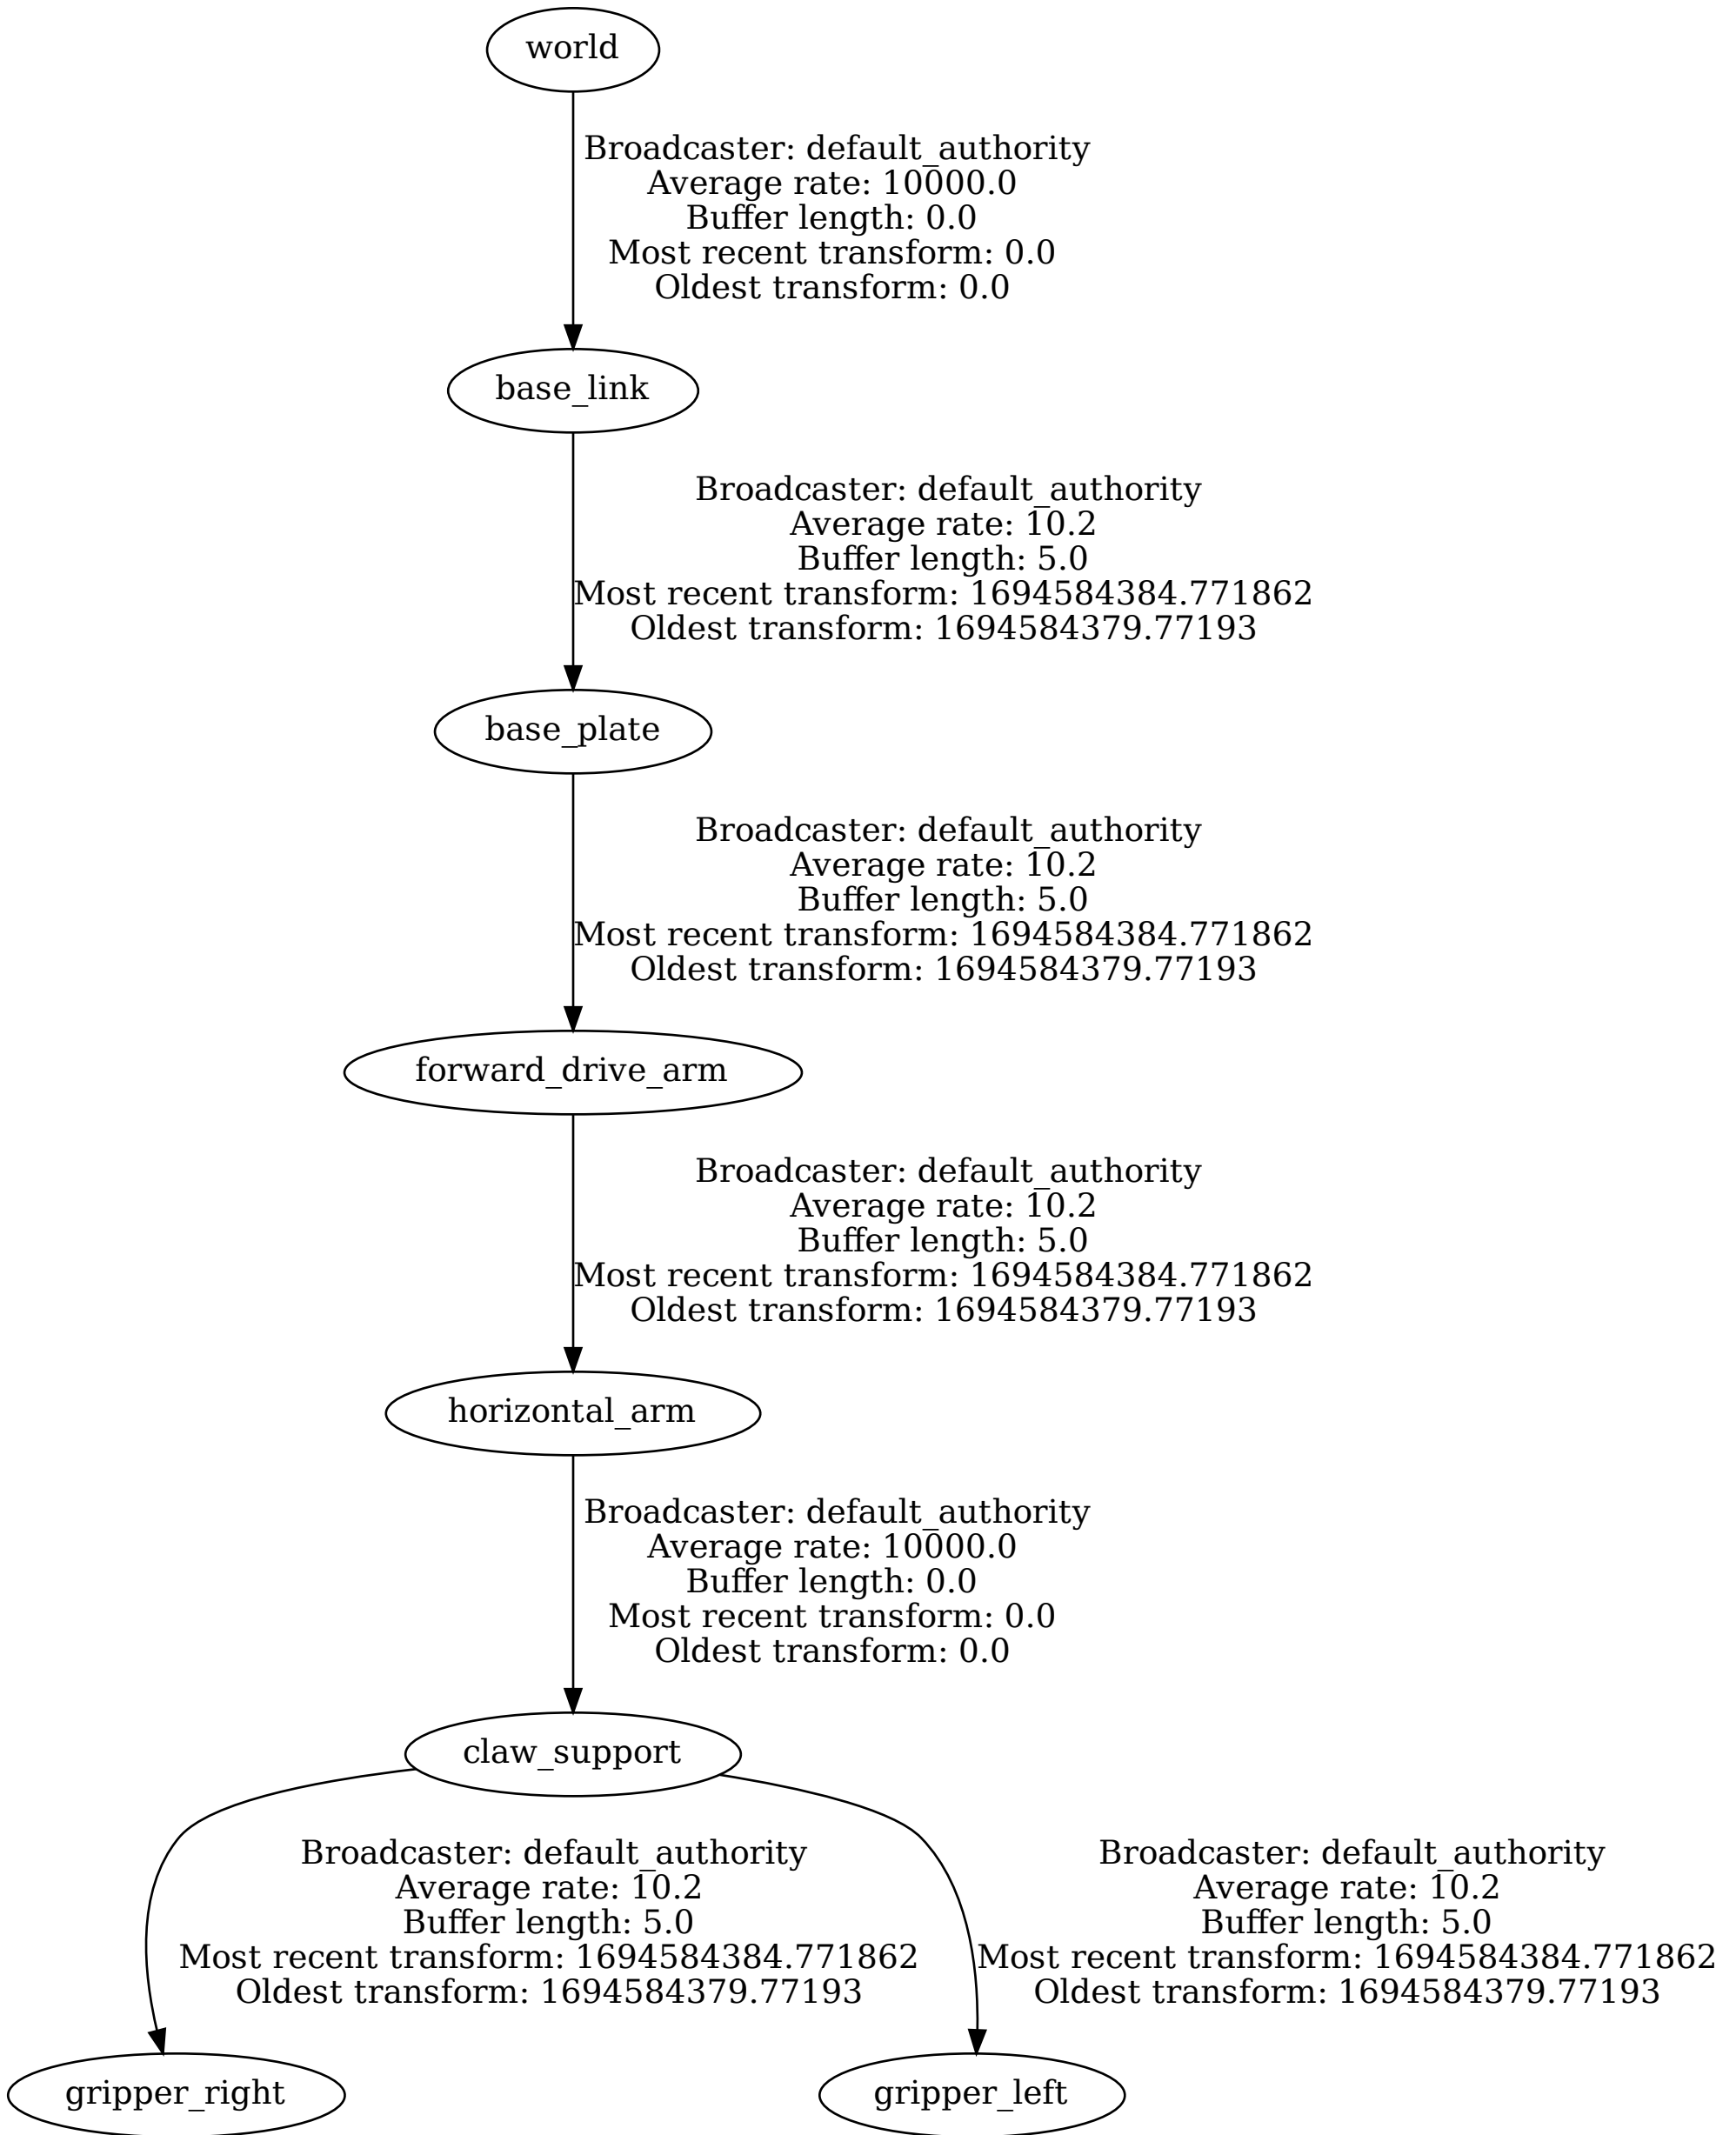 world
Broadcaster: default_authority
Average rate: 10000.0
Buffer length: 0.0
Most recent transform: 0.0
Oldest transform: 0.0
base_link
Broadcaster: default_authority
Average rate: 10.2
Buffer length: 5.0
Most recent transform: 1694584384.771862
Oldest transform: 1694584379.77193
base_plate
Broadcaster: default_authority
Average rate: 10.2
Buffer length: 5.0
Most recent transform: 1694584384.771862
Oldest transform: 1694584379.77193
forward_drive_arm
Broadcaster: default_authority
Average rate: 10.2
Buffer length: 5.0
Most recent transform: 1694584384.771862
Oldest transform: 1694584379.77193
horizontal_arm
Broadcaster: default_authority
Average rate: 10000.0
Buffer length: 0.0
Most recent transform: 0.0
Oldest transform: 0.0
claw_support
Broadcaster: default_authority
Average rate: 10.2
Buffer length: 5.0
Most recent transform: 1694584384.771862
Oldest transform: 1694584379.77193
Broadcaster: default_authority
Average rate: 10.2
Buffer length: 5.0
Most recent transform: 1694584384.771862
Oldest transform: 1694584379.77193
gripper_right
gripper_left